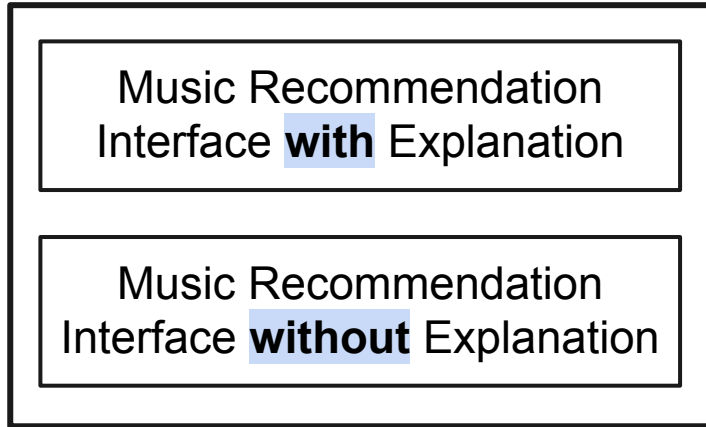 Music Recommendation
Interface with Explanation
Music Recommendation
Interface without Explanation